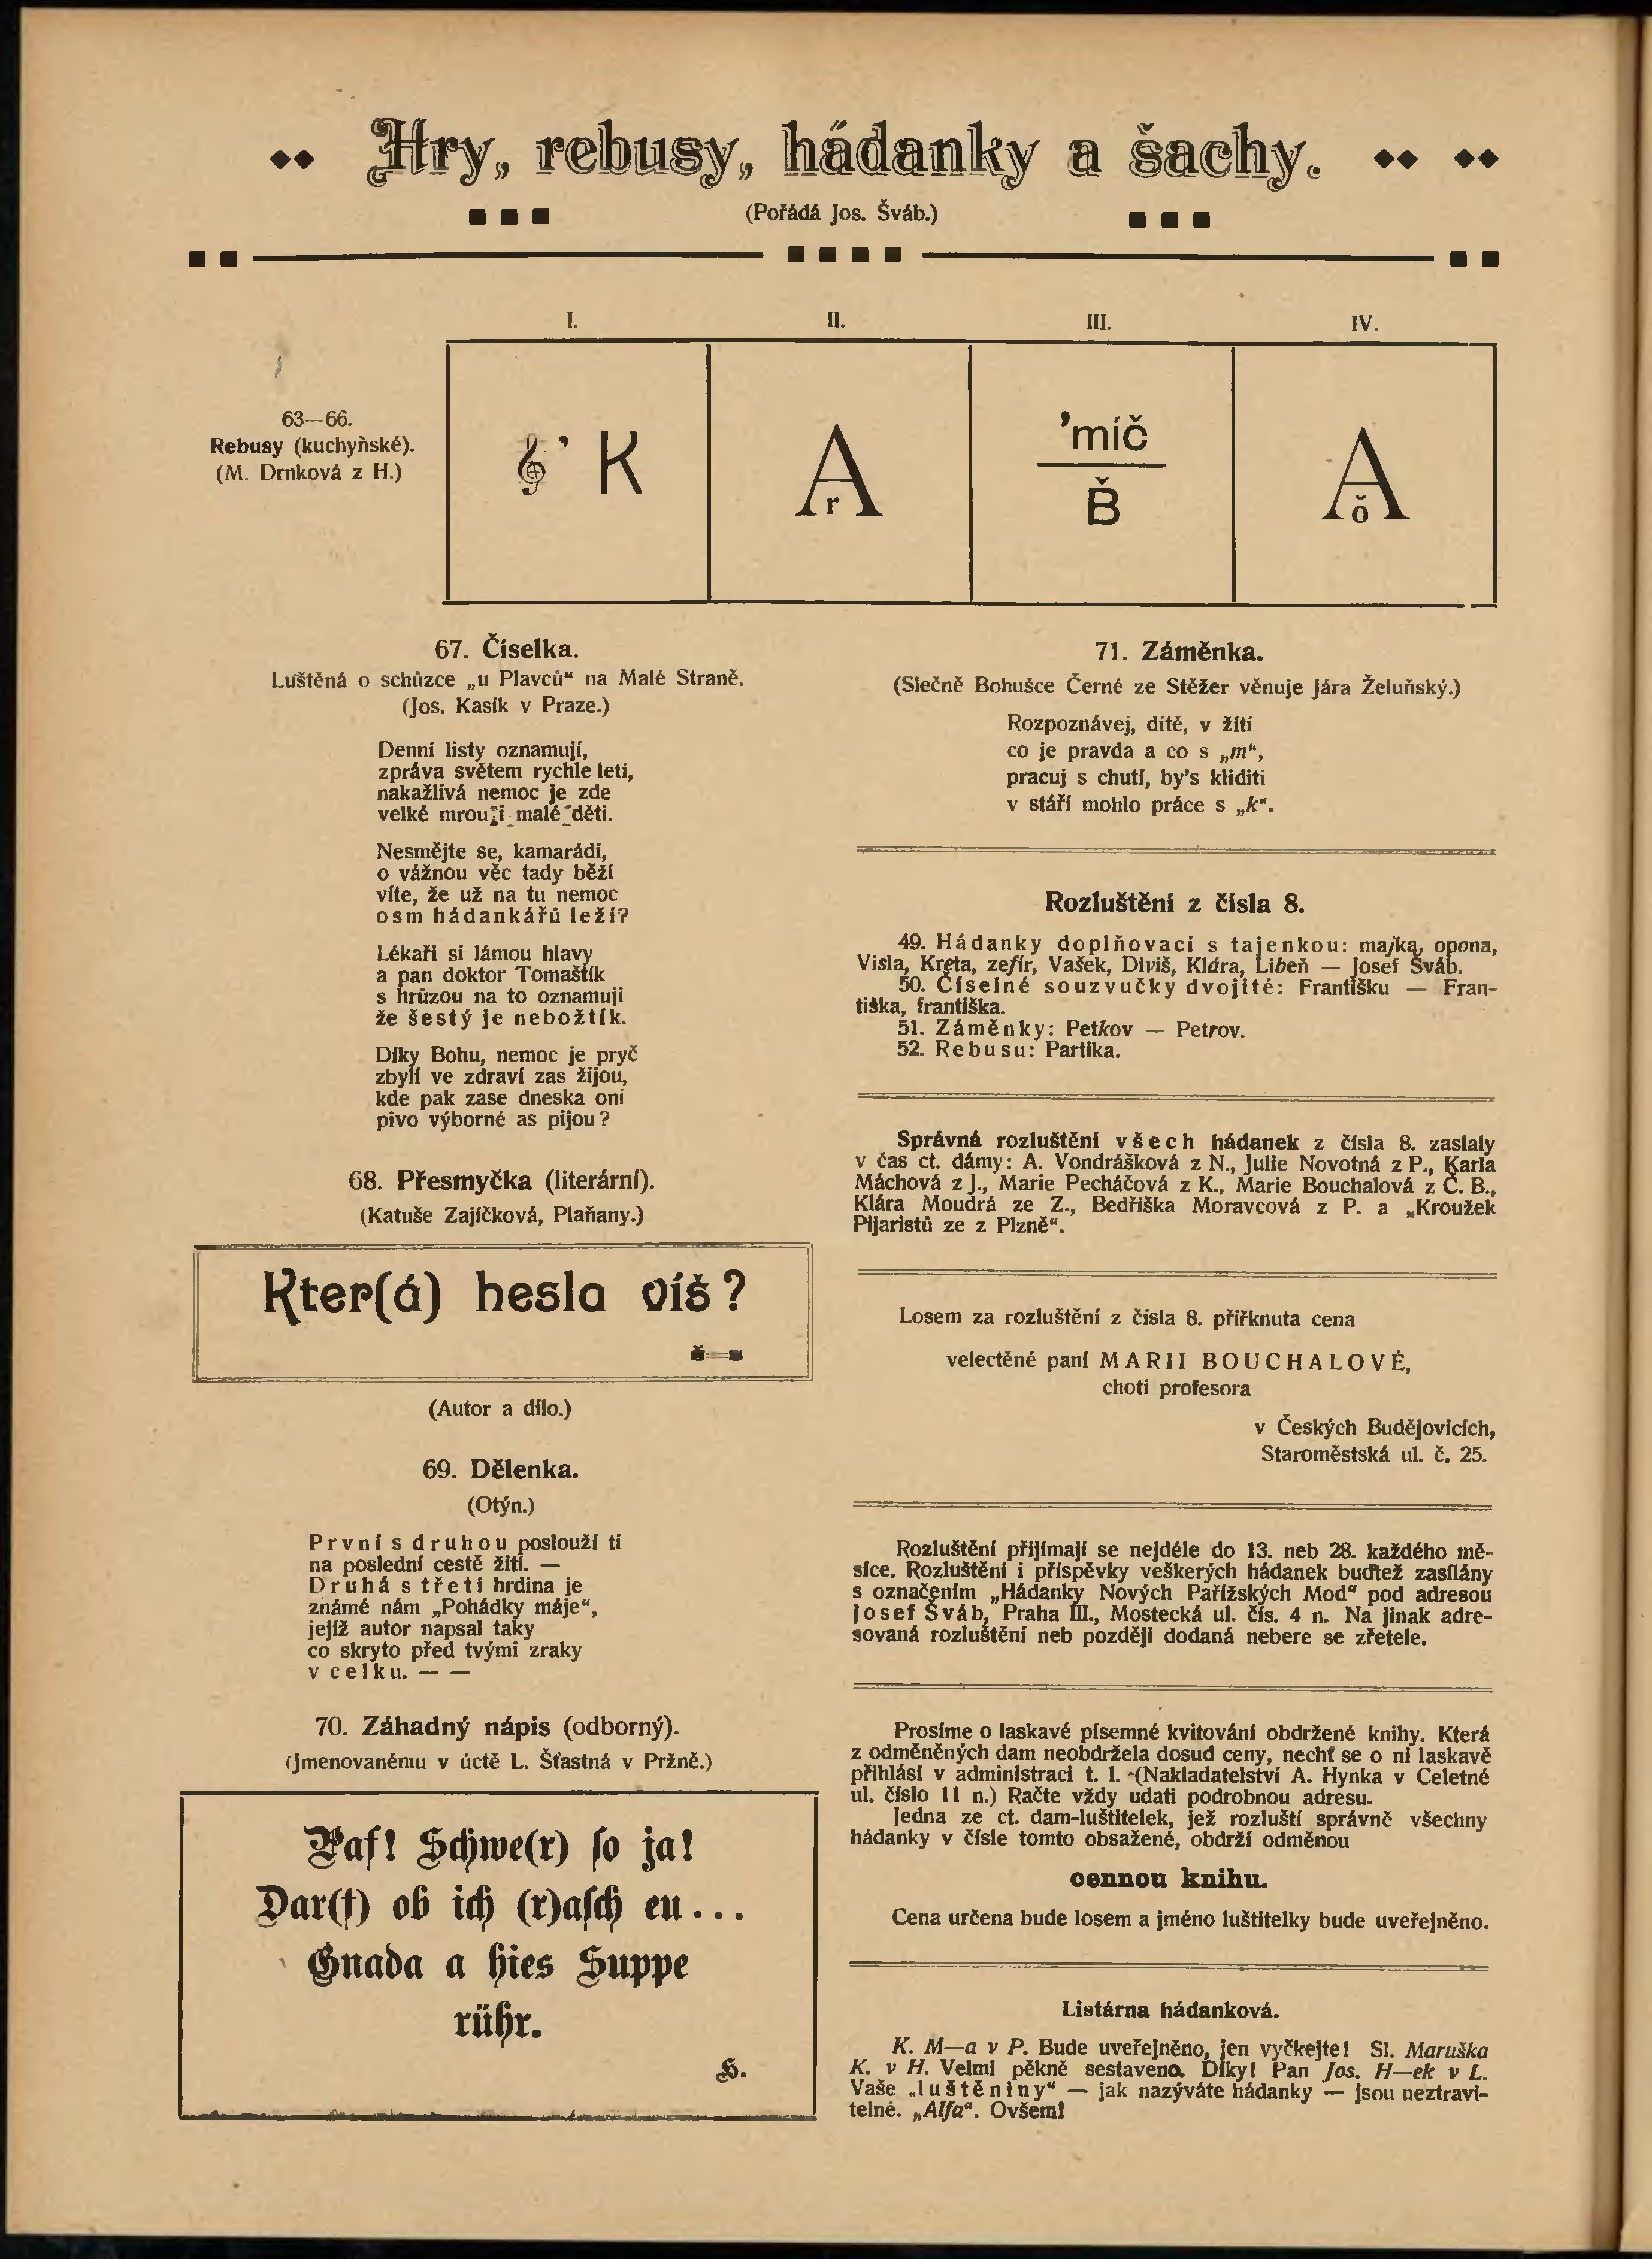 Hry, rebusy, hádanky a šachy.
(Pořádá Jos. Šváb.)
I. II. III. IV.
63—66.
Rebusy (kuchyňské).
(M. Drnková z H.)
’ K
A
r
’míč
B̌
A
ǒ
67. Číselka.
Luštěná o schůzce „u Plavců“ na Malé Straně.
(Jos. Kasík v Praze.)
Denní listy oznamují,
zpráva světem rychle letí,
nakažlivá nemoc je zde
velké mrou i malé děti.
Nesmějte se, kamarádi,
o vážnou věc tady běží
víte, že už na tu nemoc
osm hádankářů leží?
Lékaři si lámou hlavy
a pan doktor Tomaštík
s hrůzou na to oznamuji
že šestý je nebožtík.
Díky Bohu, nemoc je pryč
zbylí ve zdraví zas žijou,
kde pak zase dneska oni
pivo výborné as pijou?
68. Přesmyčka (literární).
(Katuše Zajíčková, Plaňany.)
Kter(á) hesla víš?
(Autor a dílo.)
69. Dělenka.
(Otýn.)
První s druhou poslouží ti
na poslední cestě žití. —
Druhá s třetí hrdina je
známé nám „Pohádky máje“,
jejíž autor napsal taky
co skryto před tvými zraky
v celku. — —
70. Záhadný nápis (odborný).
(Jmenovanému v úctě L. Šťastná v Pržně.)
Paf! Schwe(r) so ja!
Dar(f) ob ich (r)asch eu...
Gnada a hies Suppe
rühr.
H.
71. Záměnka.
(Slečně Bohušce Černé ze Stěžer věnuje Jára Želuňský.)
Rozpoznávej, dítě, v žití
co je pravda a co s „m“,
pracuj s chutí, by's kliditi
v stáří mohlo práce s „k“.
Rozluštění z čísla 8.
49. Hádanky doplňovací s tajenkou: majka, opona,
Visla, Kreta, zefír, Vašek, Diviš, Klára, Libeň — Josef Šváb.
50. Číselné souzvučky dvojité: Františku — Fran-
tiška, františka.
51. Záměnky: Petkov — Petrov.
52. Rebusu: Partika.
Správná rozluštění všech hádanek z čísla 8. zaslaly
v čas ct. dámy: A. Vondrášková z N., Julie Novotná z P., Karla
Máchová z J., Marie Pecháčová z K., Marie Bouchalová z Č. B.,
Klára Moudrá ze Z., Bedřiška Moravcová z P. a „Kroužek
Pijaristů ze z Plzně“.
Losem za rozluštění z čísla 8. přiřknuta cena
velectěné paní MARII BOUCHALOVÉ,
choti profesora
v Českých Budějovicích,
Staroměstská ul. č. 25.
Rozluštění přijímají se nejdéle do 13. neb 28. každého mě-
síce. Rozluštění i příspěvky veškerých hádanek buďtež zasílány
s označením „Hádanky Nových Pařížských Mod“ pod adresou
Josef Šváb, Praha III., Mostecká ul. čís. 4 n. Na jinak adre-
sovaná rozluštění neb později dodaná nebere se zřetele.
Prosíme o laskavé písemné kvitování obdržené knihy. Která
z odměněných dam neobdržela dosud ceny, nechť se o ni laskavě
přihlásí v administraci t. l. (Nakladatelství A. Hynka v Celetné
ul. číslo 11 n.) Račte vždy udati podrobnou adresu.
Jedna ze ct. dam-luštitelek, jež rozluští správně všechny
hádanky v čísle tomto obsažené, obdrží odměnou
cennou knihu.
Cena určena bude losem a jméno luštitelky bude uveřejněno.
Listárna hádanková.
K. M—a v P. Bude uveřejněno, jen vyčkejte! Sl. Maruška
K. v H. Velmi pěkně sestaveno. Díky! Pan Jos. H—ek v L.
Vaše „luštěniny“ — jak nazýváte hádanky — jsou neztravi-
telné. „Alfa“. Ovšem!